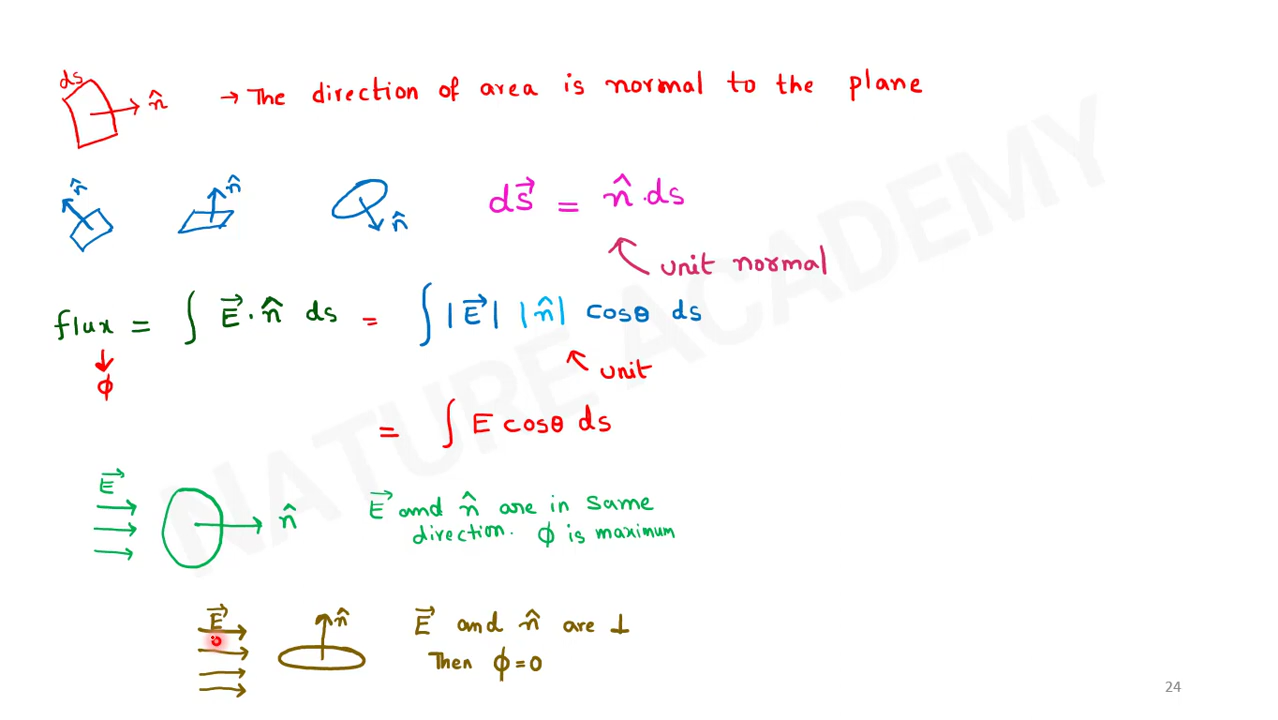 ds
n̂ → The direction of area is normal to the plane
n̂ n̂ n̂ ds⃗ = n̂.ds
unit normal
flux = ∫ E⃗ · n̂ ds = ∫ |E⃗| |n̂| cosθ ds
ϕ
unit
= ∫ E cosθ ds
E⃗
n̂ E⃗ and n̂ are in same
direction. ϕ is maximum
E⃗ n̂ E⃗ and n̂ are ⊥
Then ϕ = 0
24
NATURE ACADEMY